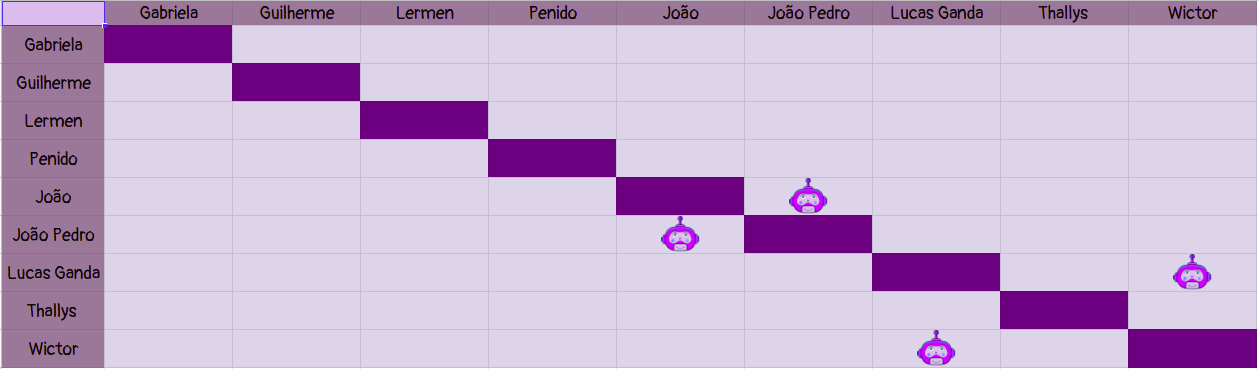 Gabriela Guilherme Lermen Penido João João Pedro Lucas Ganda Thallys Wictor
Gabriela
Guilherme
Lermen
Penido
João
João Pedro
Lucas Ganda
Thallys
Wictor